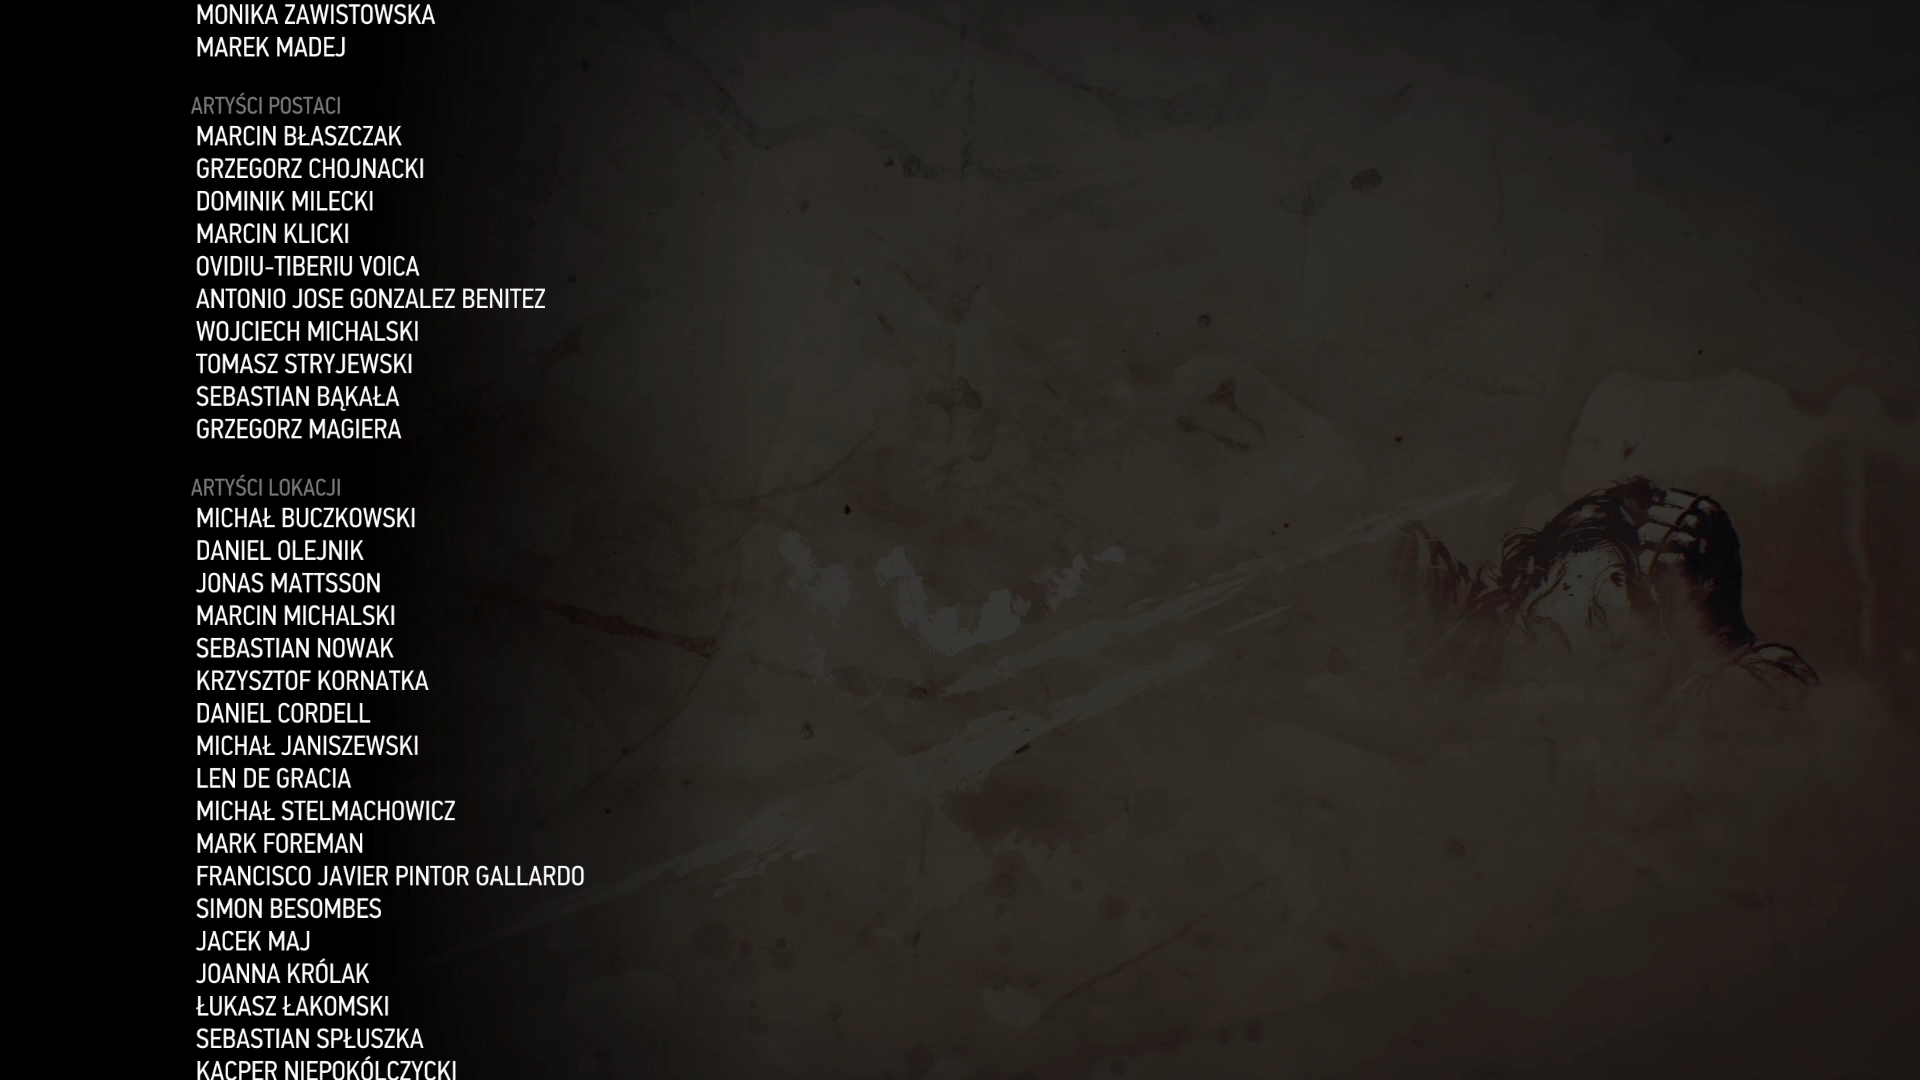 MONIKA ZAWISTOWSKA
MAREK MADEJ
ARTYŚCI POSTACI
MARCIN BŁASZCZAK
GRZEGORZ CHOJNACKI
DOMINIK MILECKI
MARCIN KLICKI
OVIDIU-TIBERIU VOICA
ANTONIO JOSE GONZALEZ BENITEZ
WOJCIECH MICHALSKI
TOMASZ STRYJEWSKI
SEBASTIAN BĄKAŁA
GRZEGORZ MAGIERA
ARTYŚCI LOKACJI
MICHAŁ BUCZKOWSKI
DANIEL OLEJNIK
JONAS MATTSSON
MARCIN MICHALSKI
SEBASTIAN NOWAK
KRZYSZTOF KORNATKA
DANIEL CORDELL
MICHAŁ JANISZEWSKI
LEN DE GRACIA
MICHAŁ STELMACHOWICZ
MARK FOREMAN
FRANCISCO JAVIER PINTOR GALLARDO
SIMON BESOMBES
JACEK MAJ
JOANNA KRÓLAK
ŁUKASZ ŁAKOMSKI
SEBASTIAN SPŁUSZKA
KACPER NIEPOKÓLCZYCKI